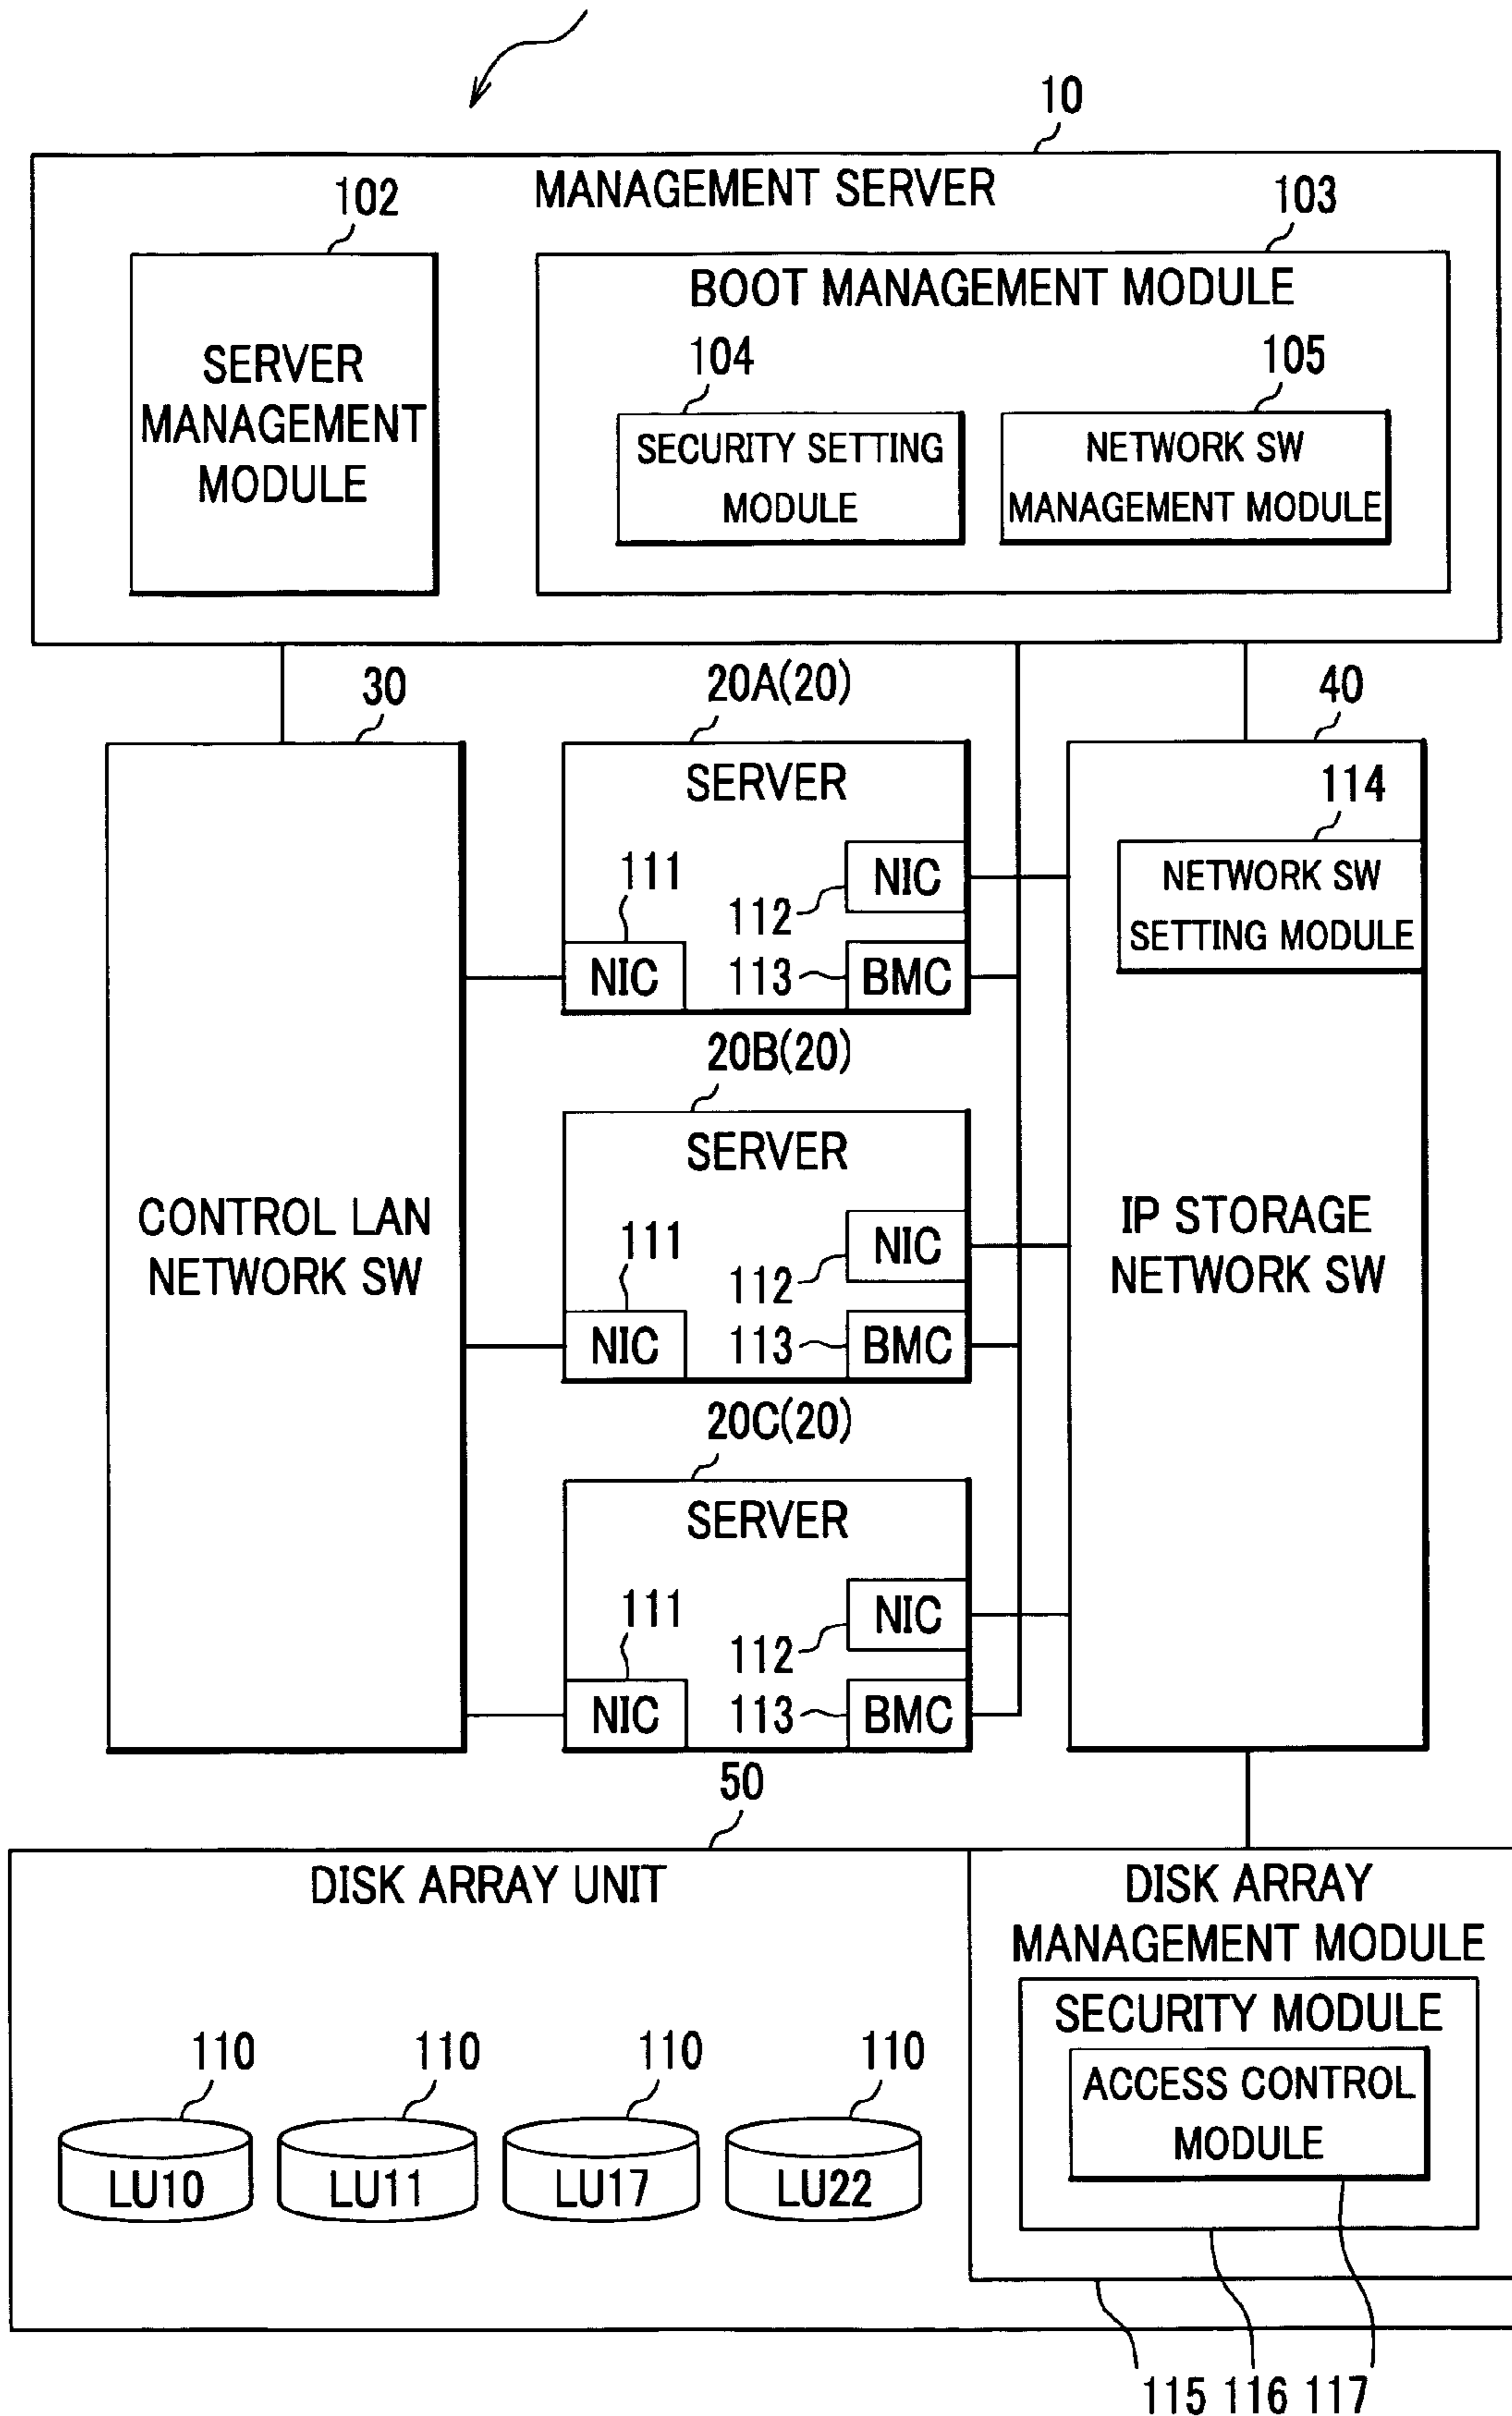 10
MANAGEMENT SERVER
102
103
SERVER
MANAGEMENT
MODULE
BOOT MANAGEMENT MODULE
104
105
SECURITY SETTING
MODULE
NETWORK SW
MANAGEMENT MODULE
30
20A(20)
40
CONTROL LAN
NETWORK SW
SERVER
111
NIC
112
NIC
113
BMC
20B(20)
SERVER
111
NIC
112
NIC
113
BMC
20C(20)
SERVER
111
NIC
112
NIC
113
BMC
114
NETWORK SW
SETTING MODULE
IP STORAGE
NETWORK SW
50
DISK ARRAY UNIT
110
110
110
110
LU10
LU11
LU17
LU22
DISK ARRAY
MANAGEMENT MODULE
SECURITY MODULE
ACCESS CONTROL
MODULE
115 116 117